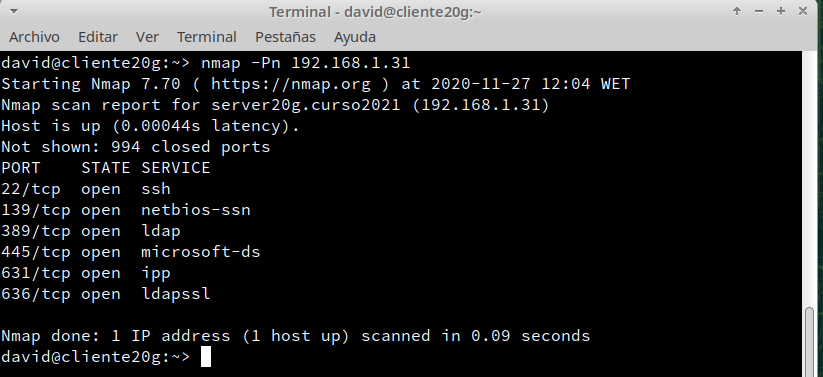 Terminal - david@cliente20g:~
Archivo Editar Ver Terminal Pestañas Ayuda
david@cliente20g:~> nmap -Pn 192.168.1.31
Starting Nmap 7.70 ( https://nmap.org ) at 2020-11-27 12:04 WET
Nmap scan report for server20g.curso2021 (192.168.1.31)
Host is up (0.00044s latency).
Not shown: 994 closed ports
PORT    STATE SERVICE
22/tcp  open  ssh
139/tcp open  netbios-ssn
389/tcp open  ldap
445/tcp open  microsoft-ds
631/tcp open  ipp
636/tcp open  ldapssl
Nmap done: 1 IP address (1 host up) scanned in 0.09 seconds
david@cliente20g:~>